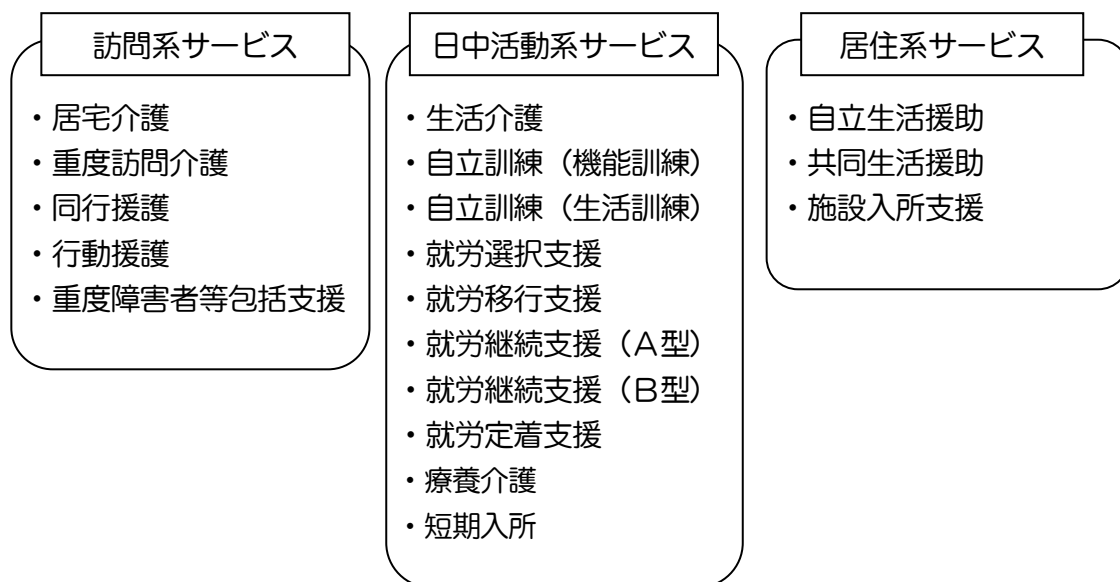 訪問系サービス
・居宅介護
・重度訪問介護
・同行援護
・行動援護
・重度障害者等包括支援
日中活動系サービス
・生活介護
・自立訓練（機能訓練）
・自立訓練（生活訓練）
・就労選択支援
・就労移行支援
・就労継続支援（Ａ型）
・就労継続支援（Ｂ型）
・就労定着支援
・療養介護
・短期入所
居住系サービス
・自立生活援助
・共同生活援助
・施設入所支援